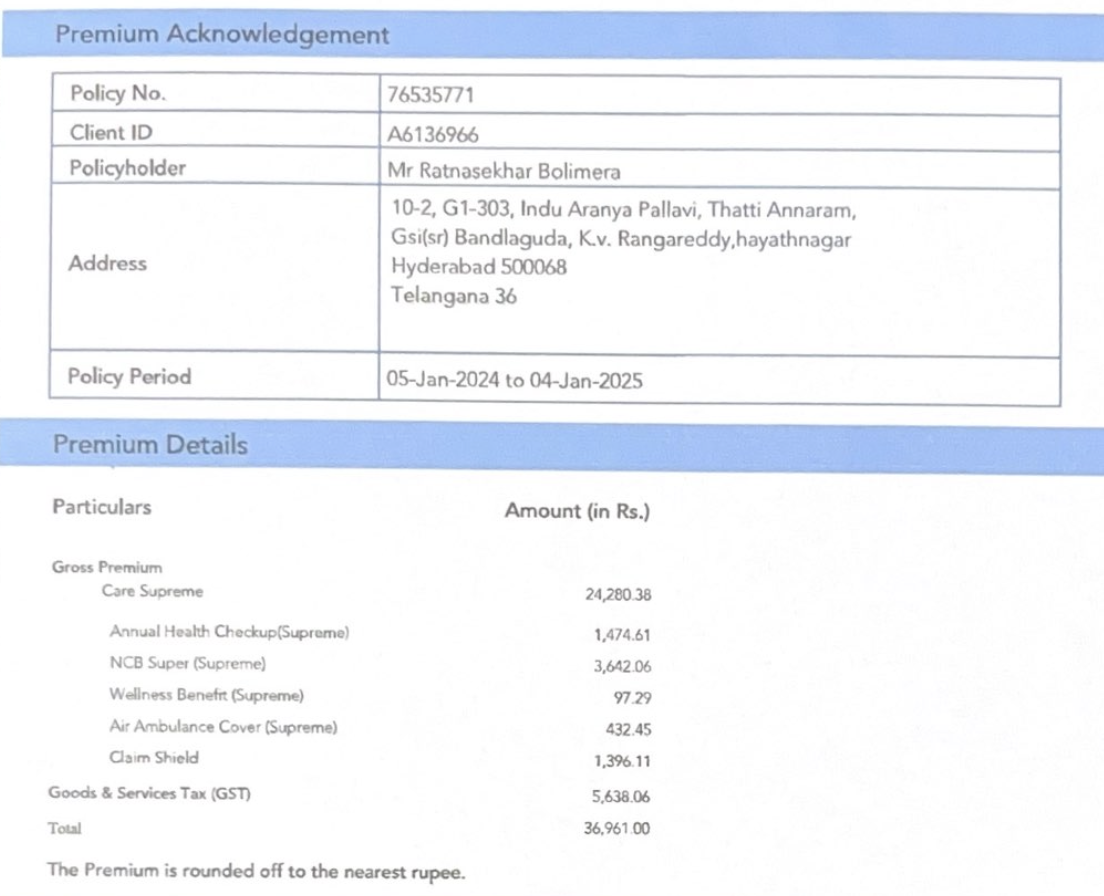 Premium Acknowledgement
Policy No. 76535771
Client ID A6136966
Policyholder Mr Ratnasekhar Bolimera
Address 10-2, G1-303, Indu Aranya Pallavi, Thatti Annaram,
Gsi(sr) Bandlaguda, K.v. Rangareddy,hayathnagar
Hyderabad 500068
Telangana 36
Policy Period 05-Jan-2024 to 04-Jan-2025
Premium Details
Particulars Amount (in Rs.)
Gross Premium
Care Supreme 24,280.38
Annual Health Checkup(Supreme) 1,474.61
NCB Super (Supreme) 3,642.06
Wellness Benefit (Supreme) 97.29
Air Ambulance Cover (Supreme) 432.45
Claim Shield 1,396.11
Goods & Services Tax (GST) 5,638.06
Total 36,961.00
The Premium is rounded off to the nearest rupee.